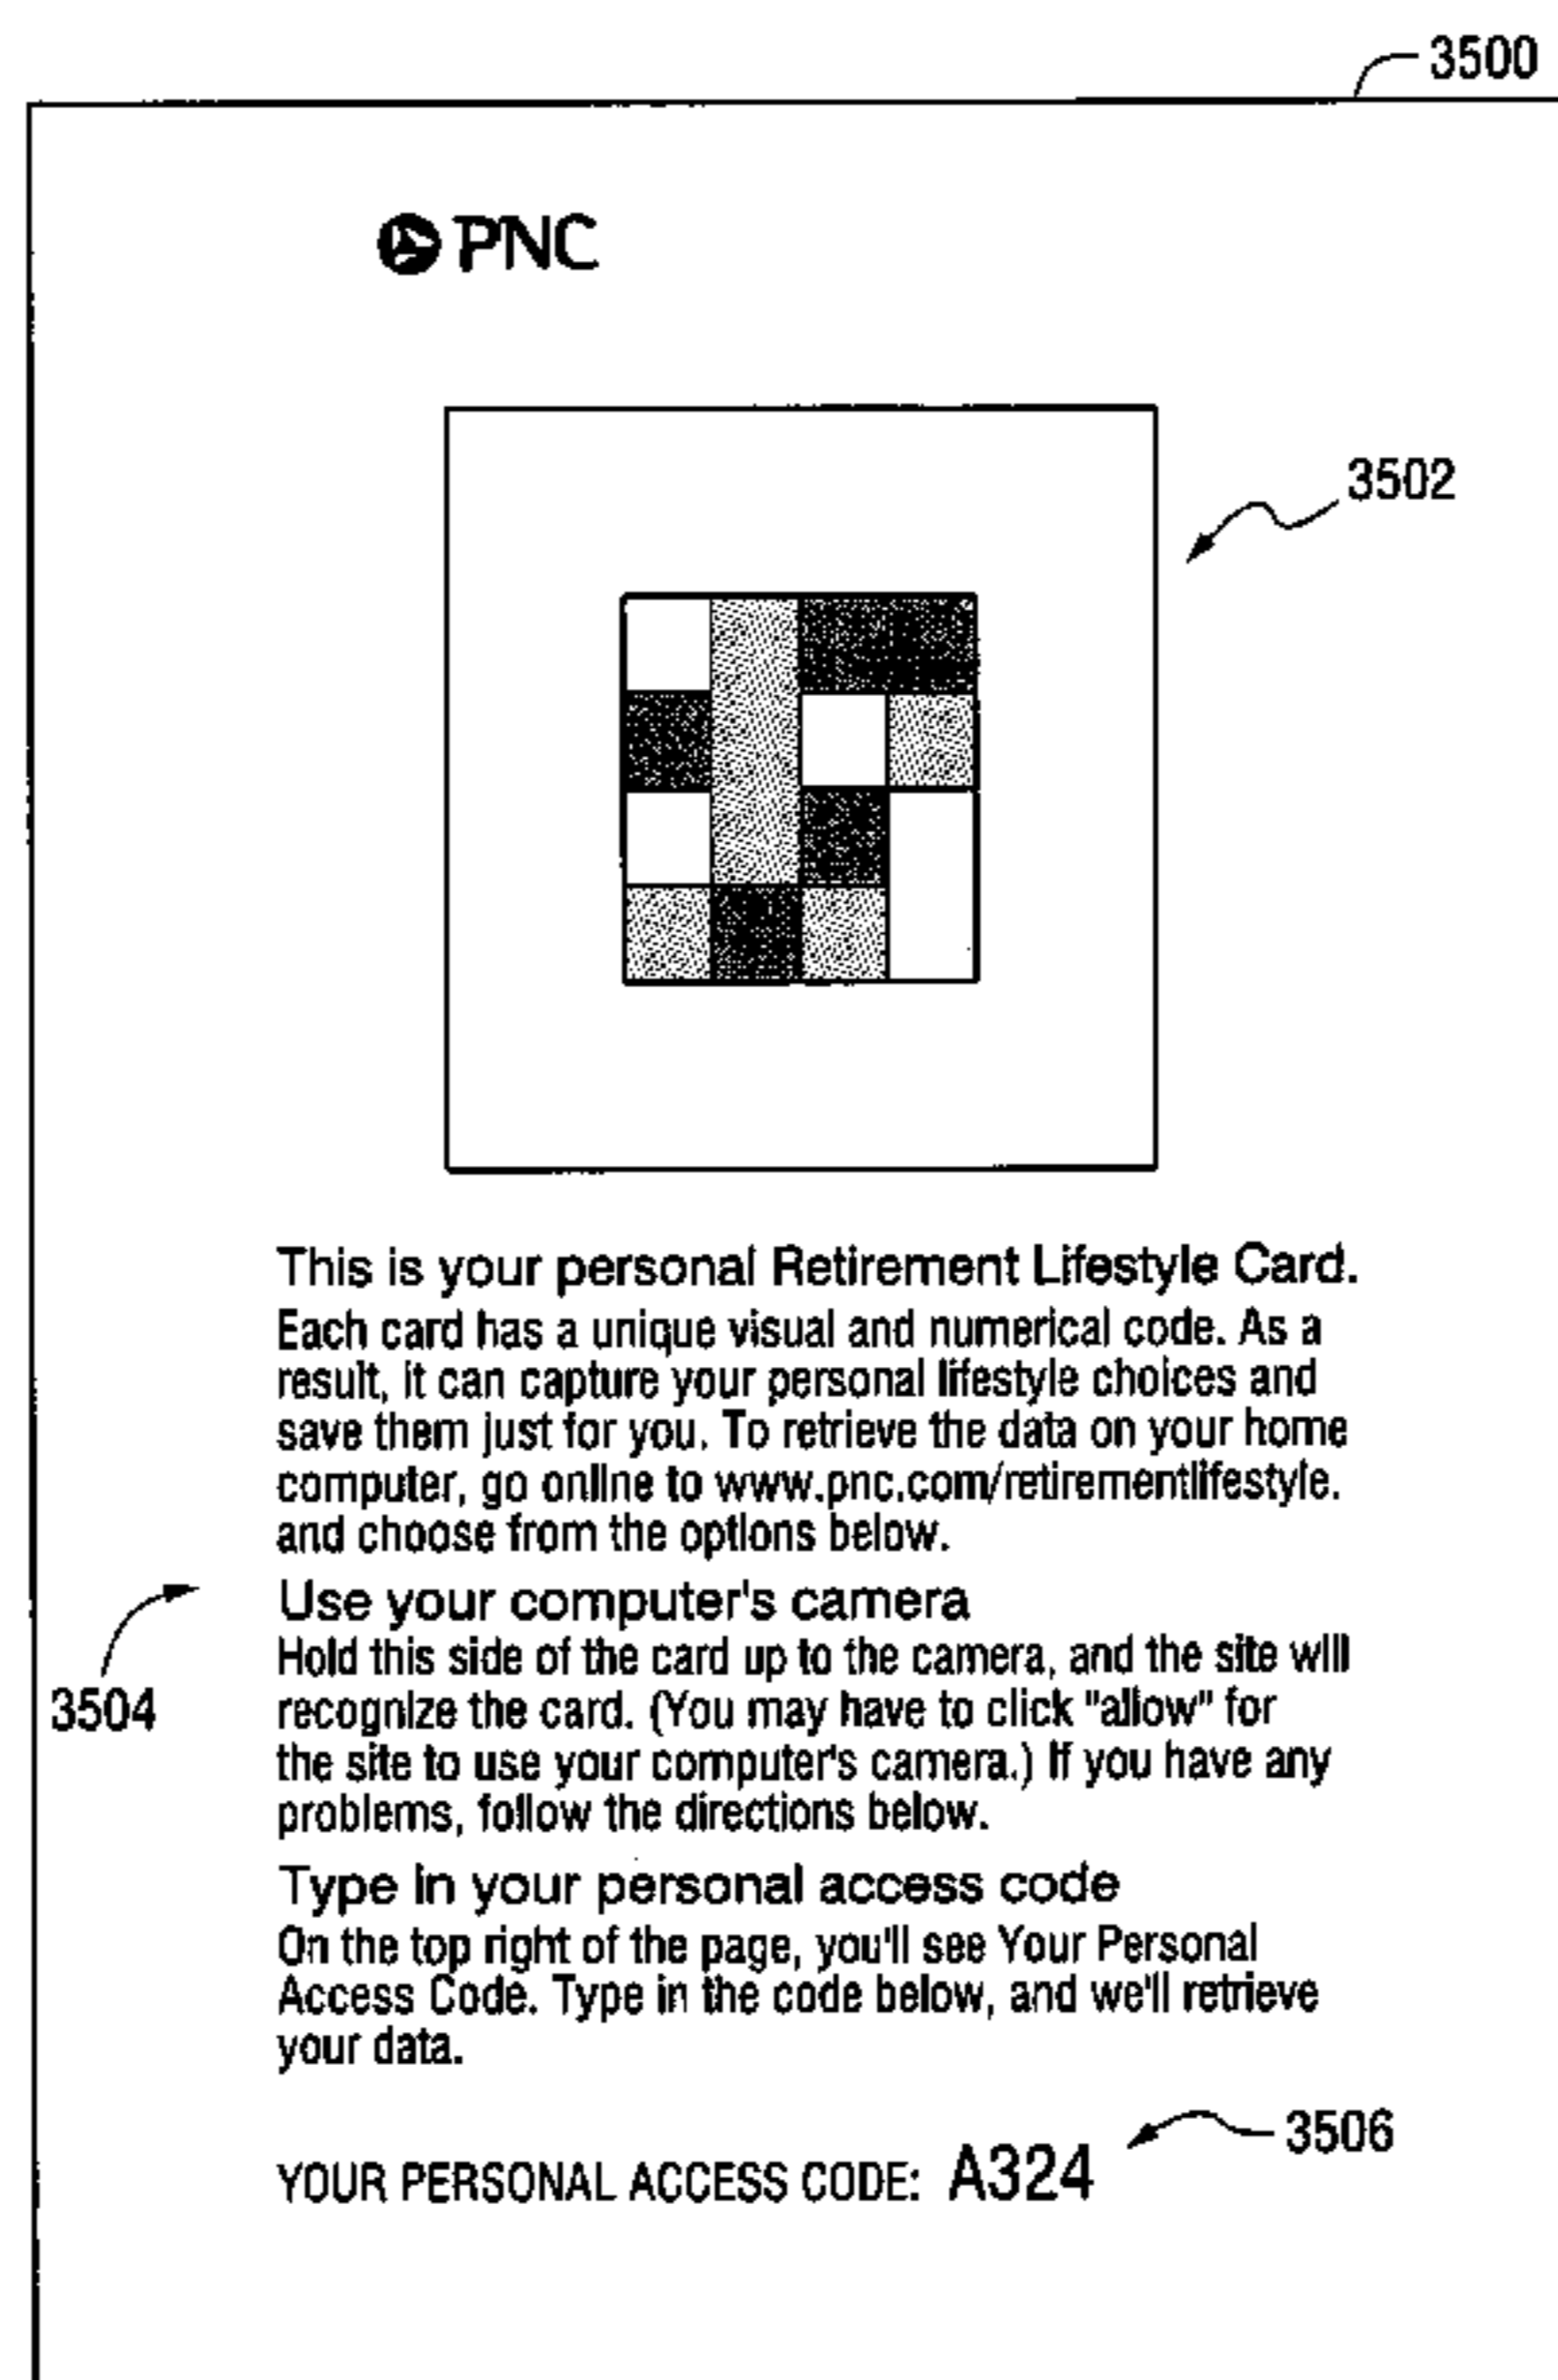 3500
PNC
3502
This is your personal Retirement Lifestyle Card.
Each card has a unique visual and numerical code. As a
result, it can capture your personal lifestyle choices and
save them just for you. To retrieve the data on your home
computer, go online to www.pnc.com/retirementlifestyle.
and choose from the options below.
Use your computer's camera
Hold this side of the card up to the camera, and the site will
recognize the card. (You may have to click "allow" for
3504
the site to use your computer's camera.) If you have any
problems, follow the directions below.
Type in your personal access code
On the top right of the page, you'll see Your Personal
Access Code. Type in the code below, and we'll retrieve
your data.
3506
YOUR PERSONAL ACCESS CODE: A324